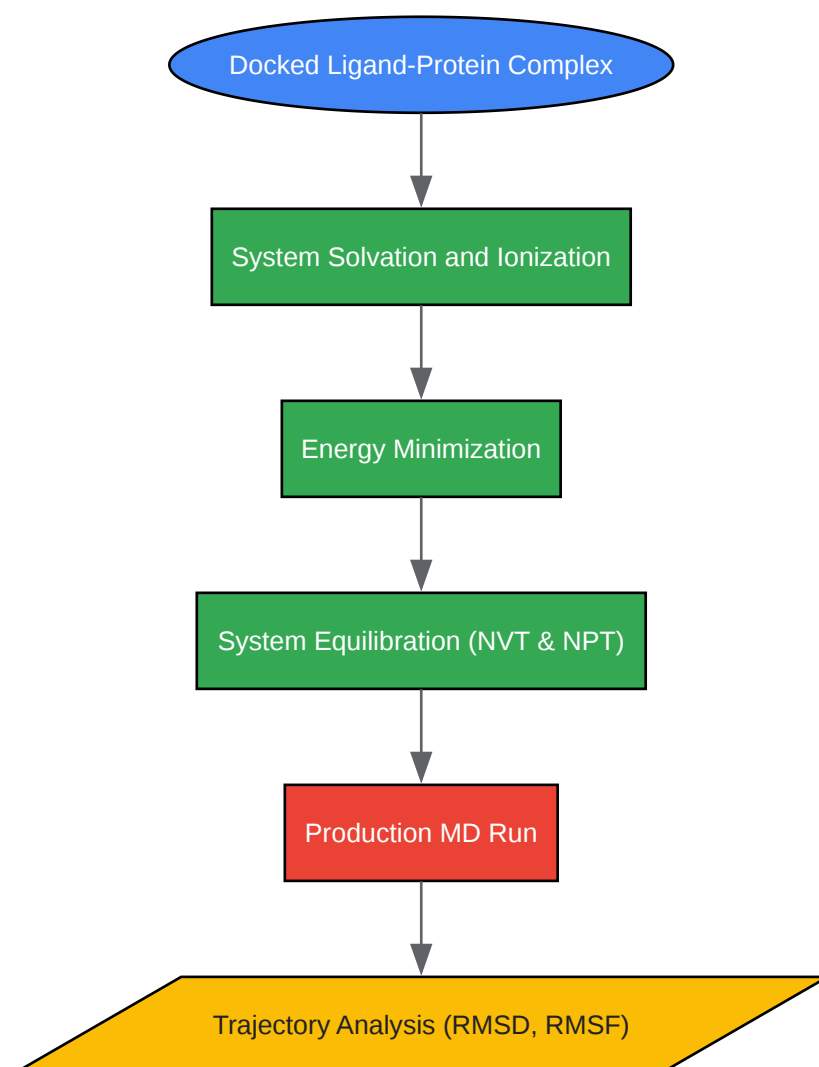 Docked Ligand-Protein Complex
System Solvation and Ionization
Energy Minimization
System Equilibration (NVT & NPT)
Production MD Run
Trajectory Analysis (RMSD, RMSF)